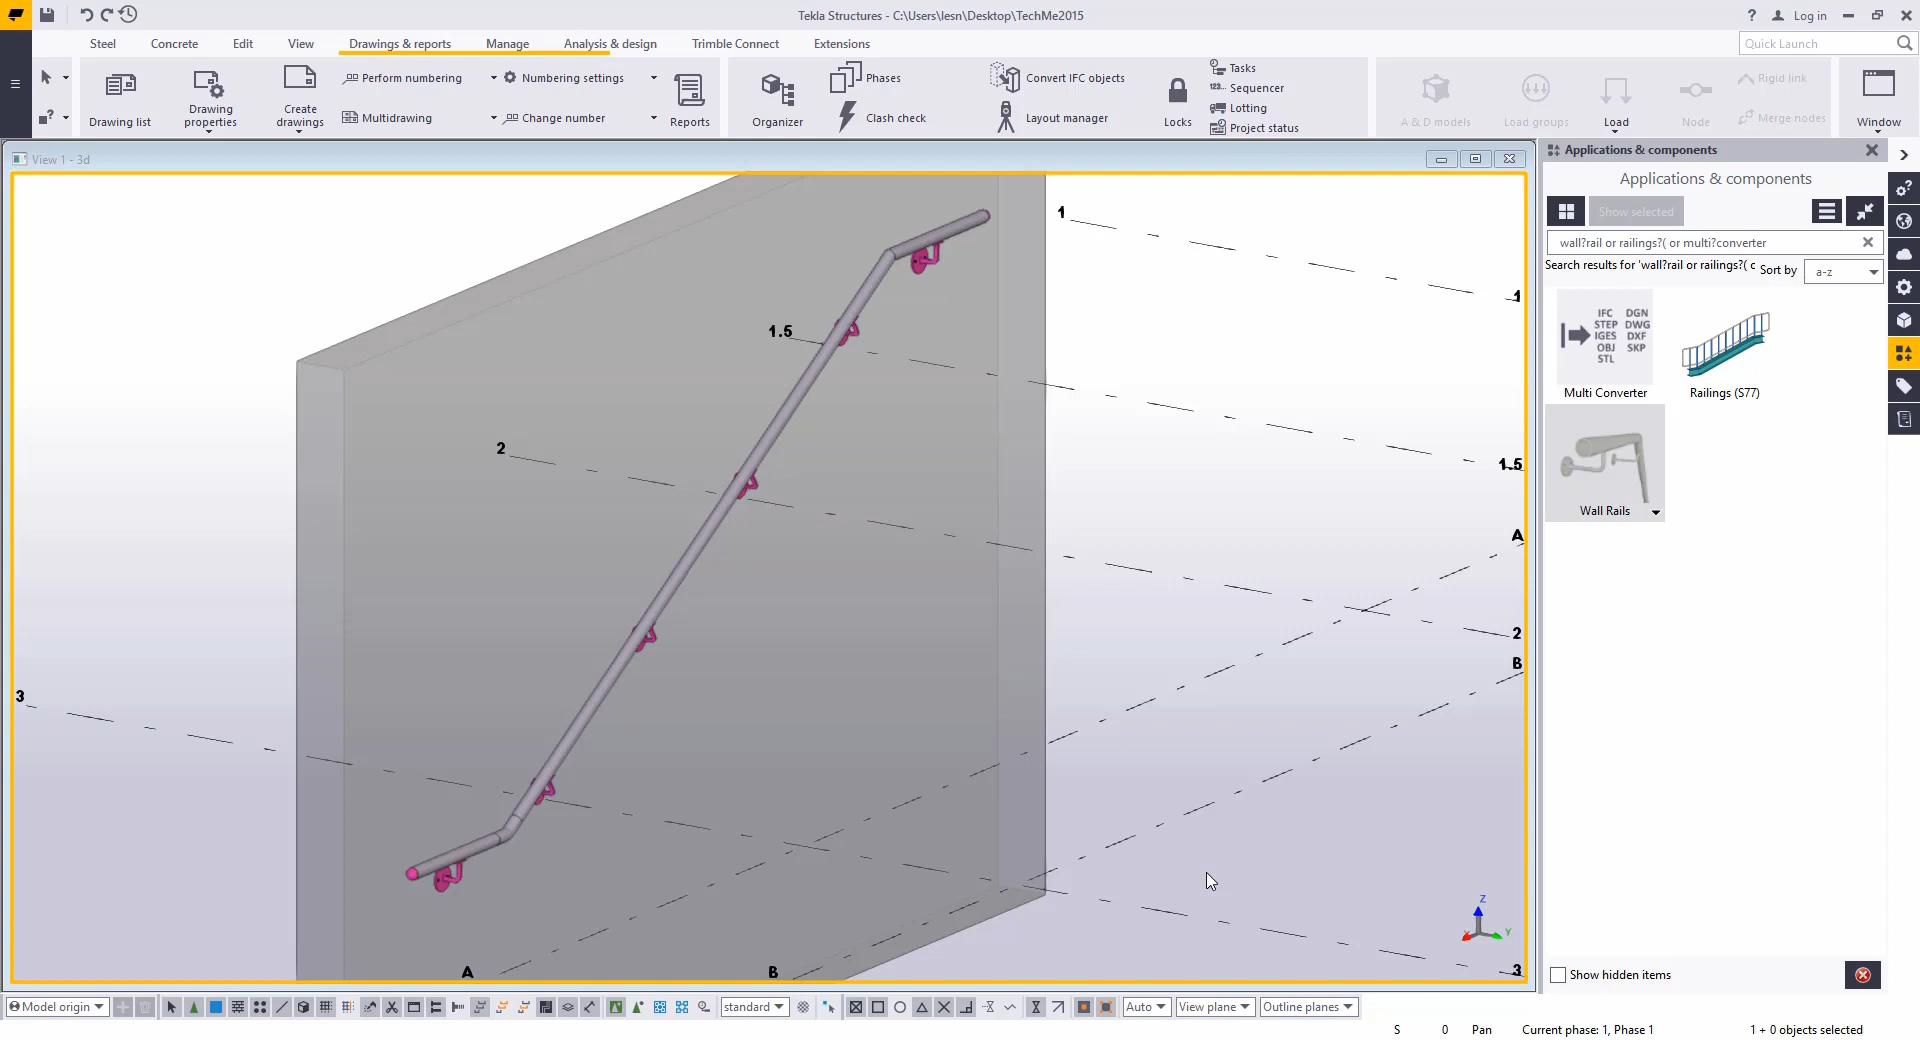 Tekla Structures - C:\Users\lesn\Desktop\TechMe2015
? Log in
Steel Concrete Edit View Drawings & reports Manage Analysis & design Trimble Connect Extensions
Quick Launch
Drawing list
Drawing properties
Create drawings
Perform numbering
Multidrawing
Numbering settings
Change number
Reports
Organizer
Phases
Clash check
Convert IFC objects
Layout manager
Locks
Tasks
Sequencer
Lotting
Project status
A & D models
Load groups
Load
Node
Rigid link
Merge nodes
Window
View 1 - 3d
1
1
1.5
1.5
2
2
3
3
A
A
B
B
Z
X
Y
Applications & components
Applications & components
Show selected
wall?rail or railings?( or multi?converter
Search results for 'wall?rail or railings?( c
Sort by
a-z
IFC DGN
STEP DWG
IGES DXF
OBJ SKP
STL
Multi Converter
Railings (S77)
Wall Rails
Show hidden items
Model origin
standard
Auto
View plane
Outline planes
S 0 Pan Current phase: 1, Phase 1 1 + 0 objects selected